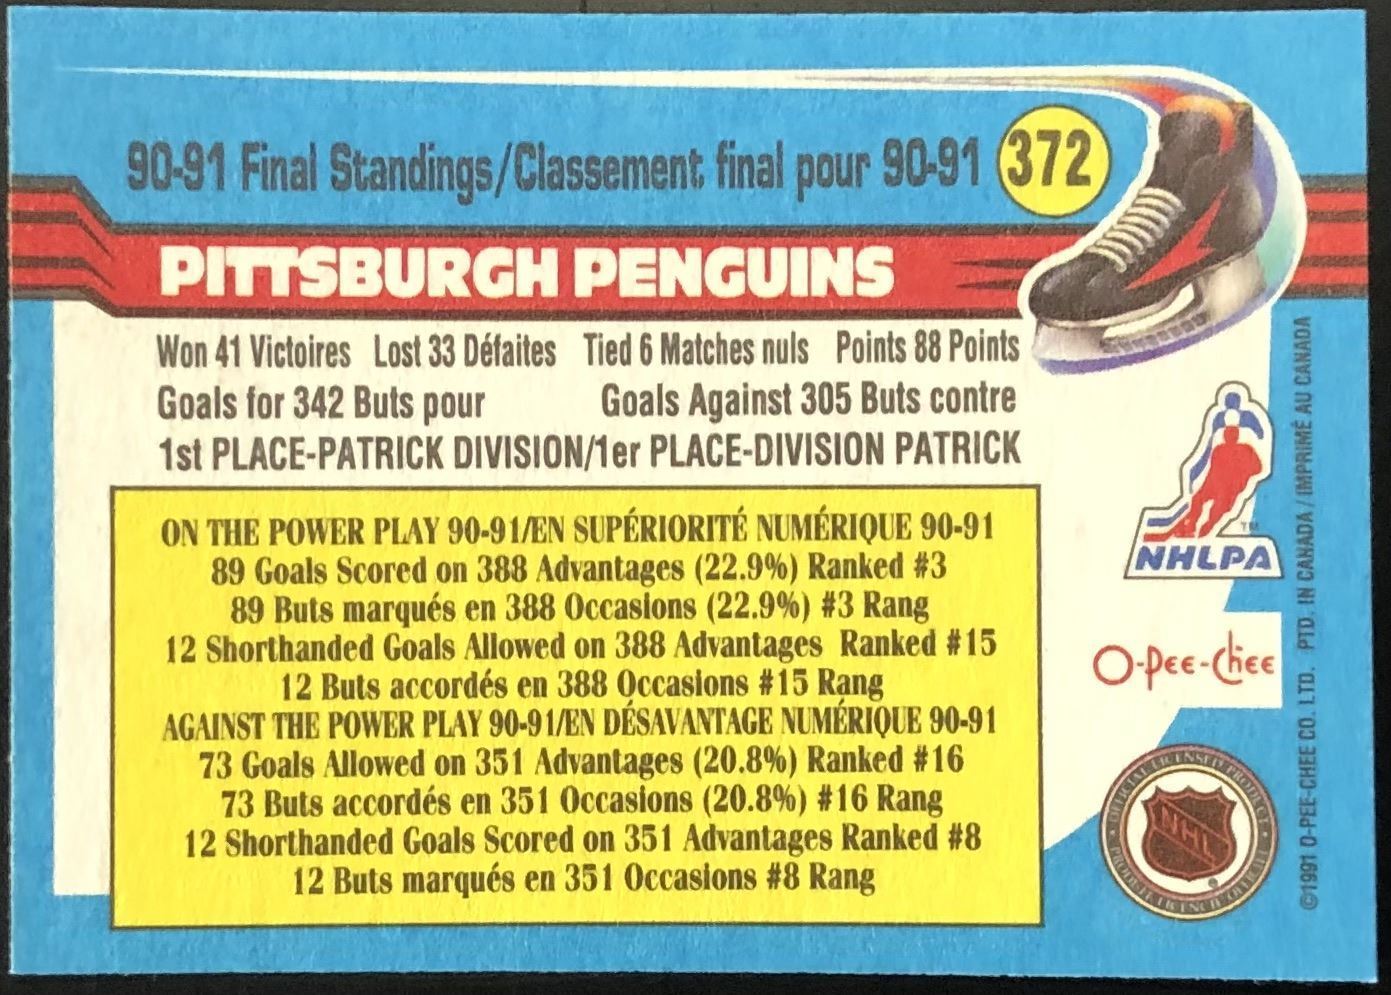 90-91 Final Standings/Classement final pour 90-91
372
PITTSBURGH PENGUINS
Won 41 Victoires Lost 33 Défaites Tied 6 Matches nuls Points 88 Points
Goals for 342 Buts pour Goals Against 305 Buts contre
1st PLACE-PATRICK DIVISION/1er PLACE-DIVISION PATRICK
ON THE POWER PLAY 90-91/EN SUPÉRIORITÉ NUMÉRIQUE 90-91
89 Goals Scored on 388 Advantages (22.9%) Ranked #3
89 Buts marqués en 388 Occasions (22.9%) #3 Rang
12 Shorthanded Goals Allowed on 388 Advantages Ranked #15
12 Buts accordés en 388 Occasions #15 Rang
AGAINST THE POWER PLAY 90-91/EN DÉSAVANTAGE NUMÉRIQUE 90-91
73 Goals Allowed on 351 Advantages (20.8%) Ranked #16
73 Buts accordés en 351 Occasions (20.8%) #16 Rang
12 Shorthanded Goals Scored on 351 Advantages Ranked #8
12 Buts marqués en 351 Occasions #8 Rang
TM
NHLPA
O-Pee-Chee
OFFICIAL LICENSED PRODUCT
NHL
®
©1991 O-PEE-CHEE CO. LTD. PTD. IN CANADA / IMPRIMÉ AU CANADA